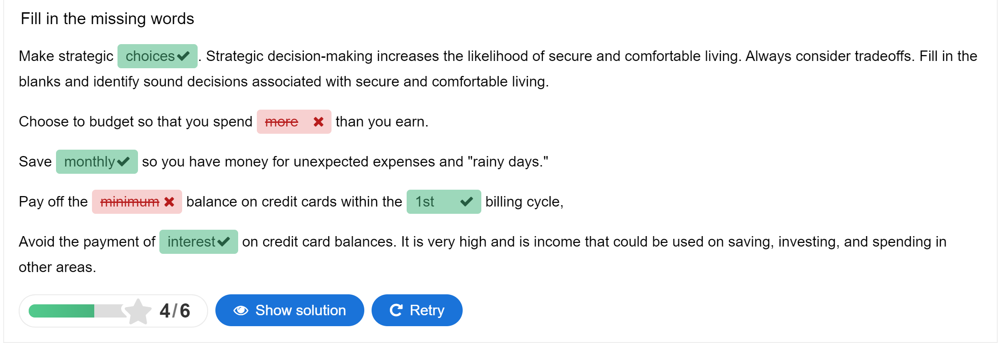 Fill in the missing words
Make strategic choices. Strategic decision-making increases the likelihood of secure and comfortable living. Always consider tradeoffs. Fill in the
blanks and identify sound decisions associated with secure and comfortable living.
Choose to budget so that you spend more than you earn.
Save monthly so you have money for unexpected expenses and "rainy days."
Pay off the minimum balance on credit cards within the 1st billing cycle,
Avoid the payment of interest on credit card balances. It is very high and is income that could be used on saving, investing, and spending in
other areas.
4/6 Show solution Retry